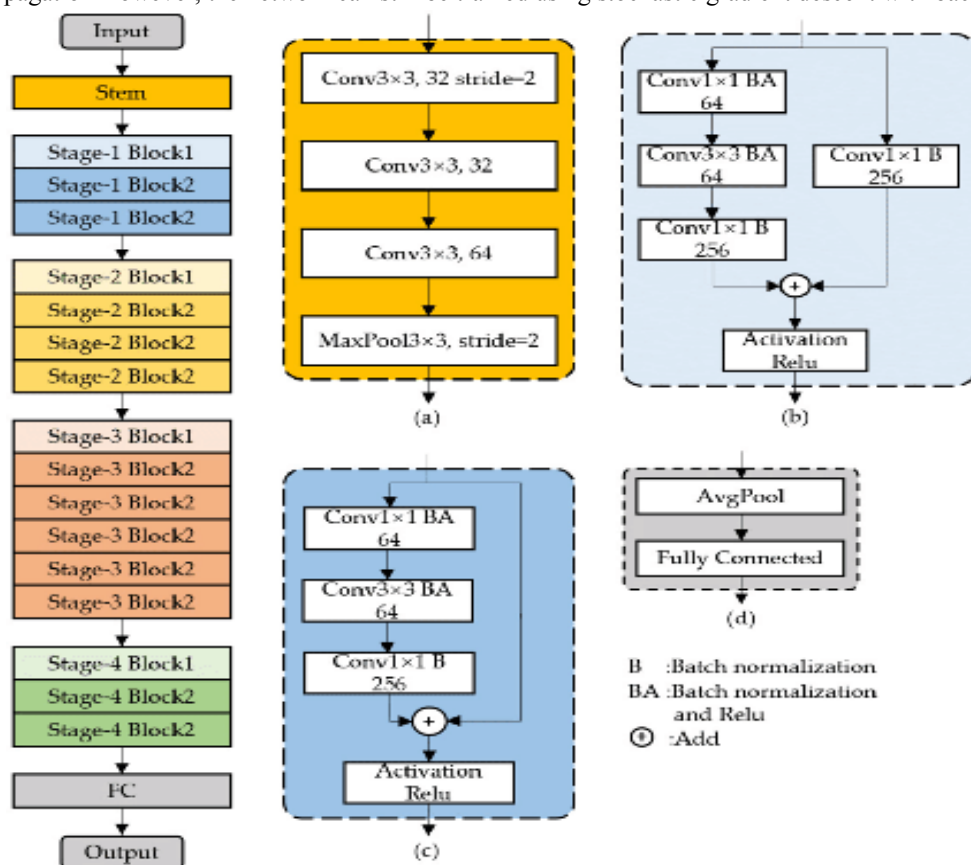 Input
Stem
Stage-1 Block1
Stage-1 Block2
Stage-1 Block2
Stage-2 Block1
Stage-2 Block2
Stage-2 Block2
Stage-2 Block2
Stage-3 Block1
Stage-3 Block2
Stage-3 Block2
Stage-3 Block2
Stage-3 Block2
Stage-3 Block2
Stage-4 Block1
Stage-4 Block2
Stage-4 Block2
FC
Output
Conv3×3, 32 stride=2
Conv3×3, 32
Conv3×3, 64
MaxPool3×3, stride=2
(a)
Conv1×1 BA
64
Conv3×3 BA
64
Conv1×1 B
256
Conv1×1 B
256
+
Activation
Relu
(b)
Conv1×1 BA
64
Conv3×3 BA
64
Conv1×1 B
256
+
Activation
Relu
(c)
AvgPool
Fully Connected
(d)
B :Batch normalization
BA :Batch normalization
and Relu
+ :Add